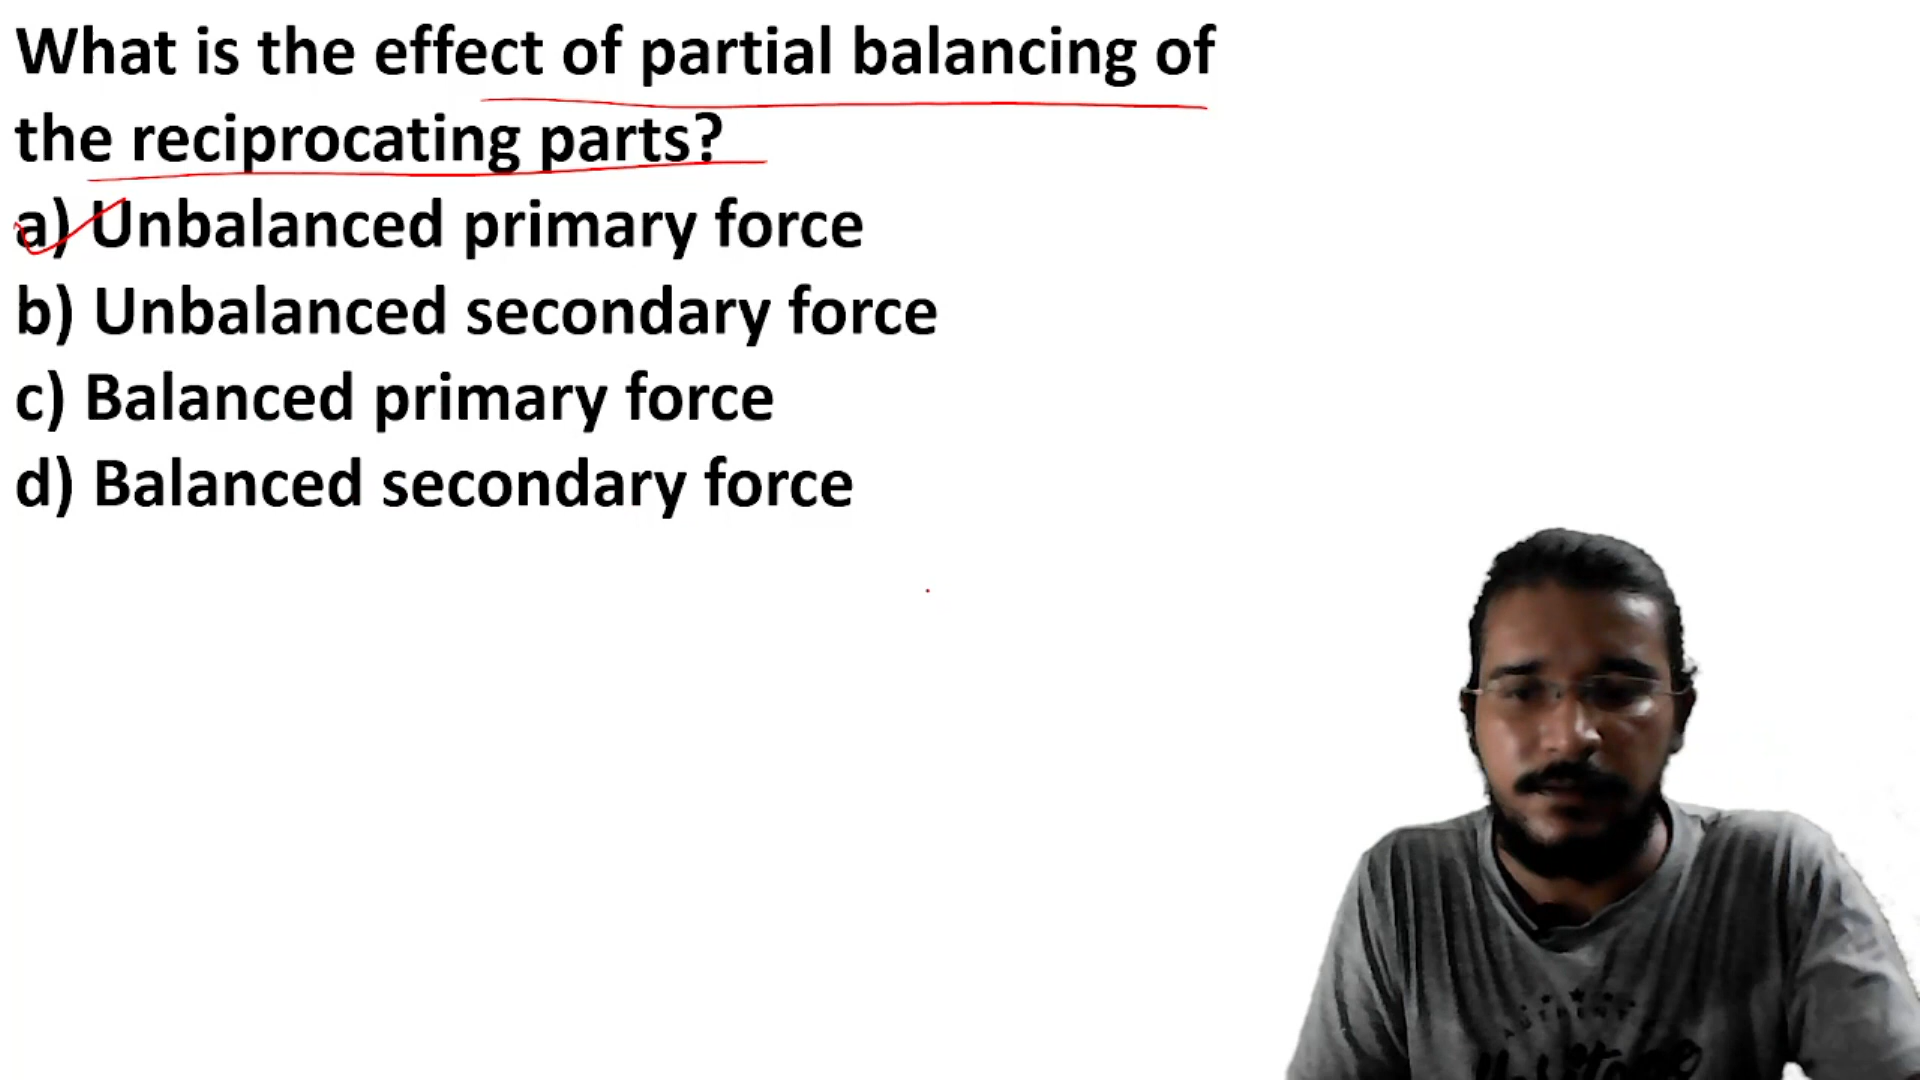 What is the effect of partial balancing of
the reciprocating parts?
a) Unbalanced primary force
b) Unbalanced secondary force
c) Balanced primary force
d) Balanced secondary force